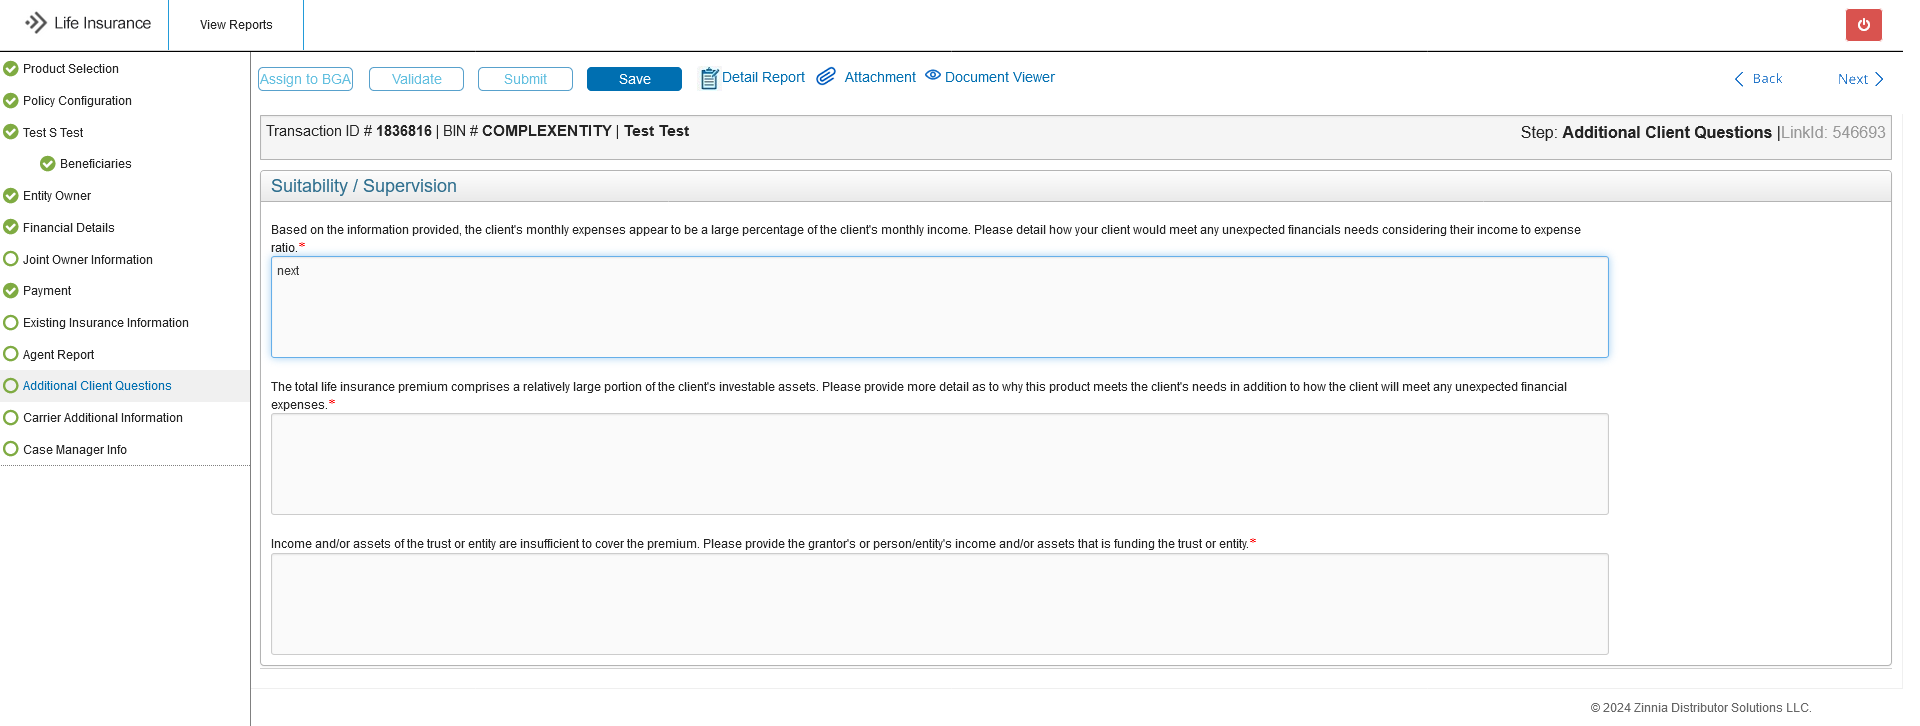 Life Insurance
View Reports
Product Selection
Policy Configuration
Test S Test
Beneficiaries
Entity Owner
Financial Details
Joint Owner Information
Payment
Existing Insurance Information
Agent Report
Additional Client Questions
Carrier Additional Information
Case Manager Info
Assign to BGA Validate Submit Save Detail Report Attachment Document Viewer Back Next
Transaction ID # 1836816 | BIN # COMPLEXENTITY | Test Test
Step: Additional Client Questions |LinkId: 546693
Suitability / Supervision
Based on the information provided, the client's monthly expenses appear to be a large percentage of the client's monthly income. Please detail how your client would meet any unexpected financials needs considering their income to expense
ratio.*
next
The total life insurance premium comprises a relatively large portion of the client's investable assets. Please provide more detail as to why this product meets the client's needs in addition to how the client will meet any unexpected financial
expenses.*
Income and/or assets of the trust or entity are insufficient to cover the premium. Please provide the grantor's or person/entity's income and/or assets that is funding the trust or entity.*
© 2024 Zinnia Distributor Solutions LLC.